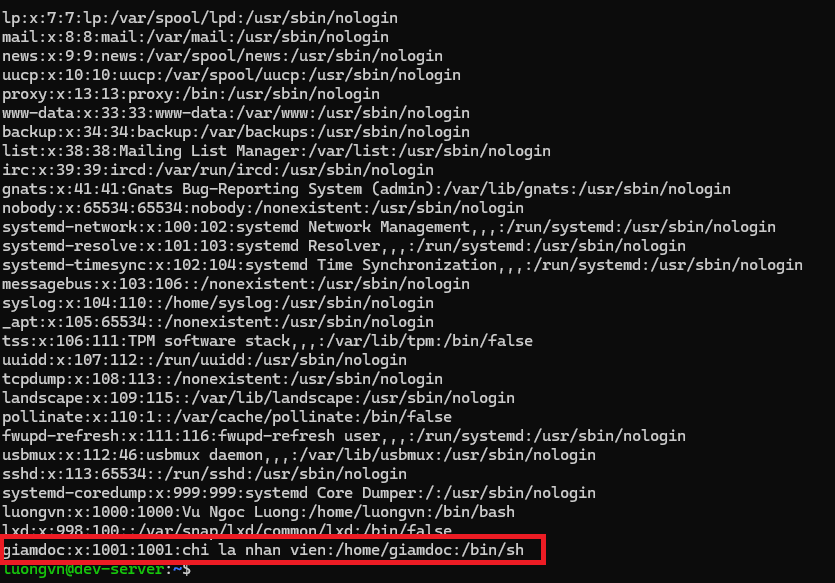 lp:x:7:7:lp:/var/spool/lpd:/usr/sbin/nologin
mail:x:8:8:mail:/var/mail:/usr/sbin/nologin
news:x:9:9:news:/var/spool/news:/usr/sbin/nologin
uucp:x:10:10:uucp:/var/spool/uucp:/usr/sbin/nologin
proxy:x:13:13:proxy:/bin:/usr/sbin/nologin
www-data:x:33:33:www-data:/var/www:/usr/sbin/nologin
backup:x:34:34:backup:/var/backups:/usr/sbin/nologin
list:x:38:38:Mailing List Manager:/var/list:/usr/sbin/nologin
irc:x:39:39:ircd:/var/run/ircd:/usr/sbin/nologin
gnats:x:41:41:Gnats Bug-Reporting System (admin):/var/lib/gnats:/usr/sbin/nologin
nobody:x:65534:65534:nobody:/nonexistent:/usr/sbin/nologin
systemd-network:x:100:102:systemd Network Management,,,:/run/systemd:/usr/sbin/nologin
systemd-resolve:x:101:103:systemd Resolver,,,:/run/systemd:/usr/sbin/nologin
systemd-timesync:x:102:104:systemd Time Synchronization,,,:/run/systemd:/usr/sbin/nologin
messagebus:x:103:106::/nonexistent:/usr/sbin/nologin
syslog:x:104:110::/home/syslog:/usr/sbin/nologin
_apt:x:105:65534::/nonexistent:/usr/sbin/nologin
tss:x:106:111:TPM software stack,,,:/var/lib/tpm:/bin/false
uuidd:x:107:112::/run/uuidd:/usr/sbin/nologin
tcpdump:x:108:113::/nonexistent:/usr/sbin/nologin
landscape:x:109:115::/var/lib/landscape:/usr/sbin/nologin
pollinate:x:110:1::/var/cache/pollinate:/bin/false
fwupd-refresh:x:111:116:fwupd-refresh user,,,:/run/systemd:/usr/sbin/nologin
usbmux:x:112:46:usbmux daemon,,,:/var/lib/usbmux:/usr/sbin/nologin
sshd:x:113:65534::/run/sshd:/usr/sbin/nologin
systemd-coredump:x:999:999:systemd Core Dumper:/:/usr/sbin/nologin
luongvn:x:1000:1000:Vu Ngoc Luong:/home/luongvn:/bin/bash
lxd:x:998:100::/var/snap/lxd/common/lxd:/bin/false
giamdoc:x:1001:1001:chi la nhan vien:/home/giamdoc:/bin/sh
luongvn@dev-server:~$